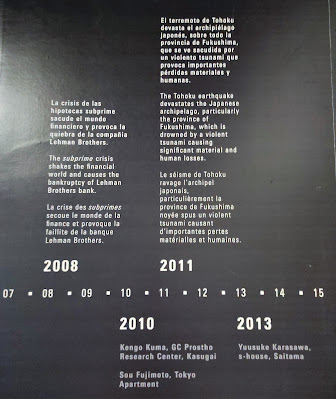 El terremoto de Tohoku
devasta el archipiélago
japonés, sobre todo la
provincia de Fukushima,
que se ve sacudida por
un violento tsunami que
provoca importantes
pérdidas materiales y
humanas.
La crisis de las
hipotecas subprime
sacude el mundo
financiero y provoca la
quiebra de la compañía
Lehman Brothers.
The Tohoku earthquake
devastates the Japanese
archipelago, particularly
the province of
Fukushima, which is
drowned by a violent
tsunami causing
significant material and
human losses.
The subprime crisis
shakes the financial
world and causes the
bankruptcy of Lehman
Brothers bank.
Le séisme de Tohoku
ravage l'archipel
japonais,
particulièrement la
province de Fukushima
noyée spus un violent
tsunami causant
d'importantes pertes
matérielles et humaines.
La crise des subprimes
secoue le monde de la
finance et provoque la
faillite de la banque
Lehman Brothers.
2008
2011
07 08 09 10 11 12 13 14 15
2010
Kengo Kuma, GC Prostho
Research Center, Kasugai
Sou Fujimoto, Tokyo
Apartment
2013
Yuusuke Karasawa,
s-house, Saitama